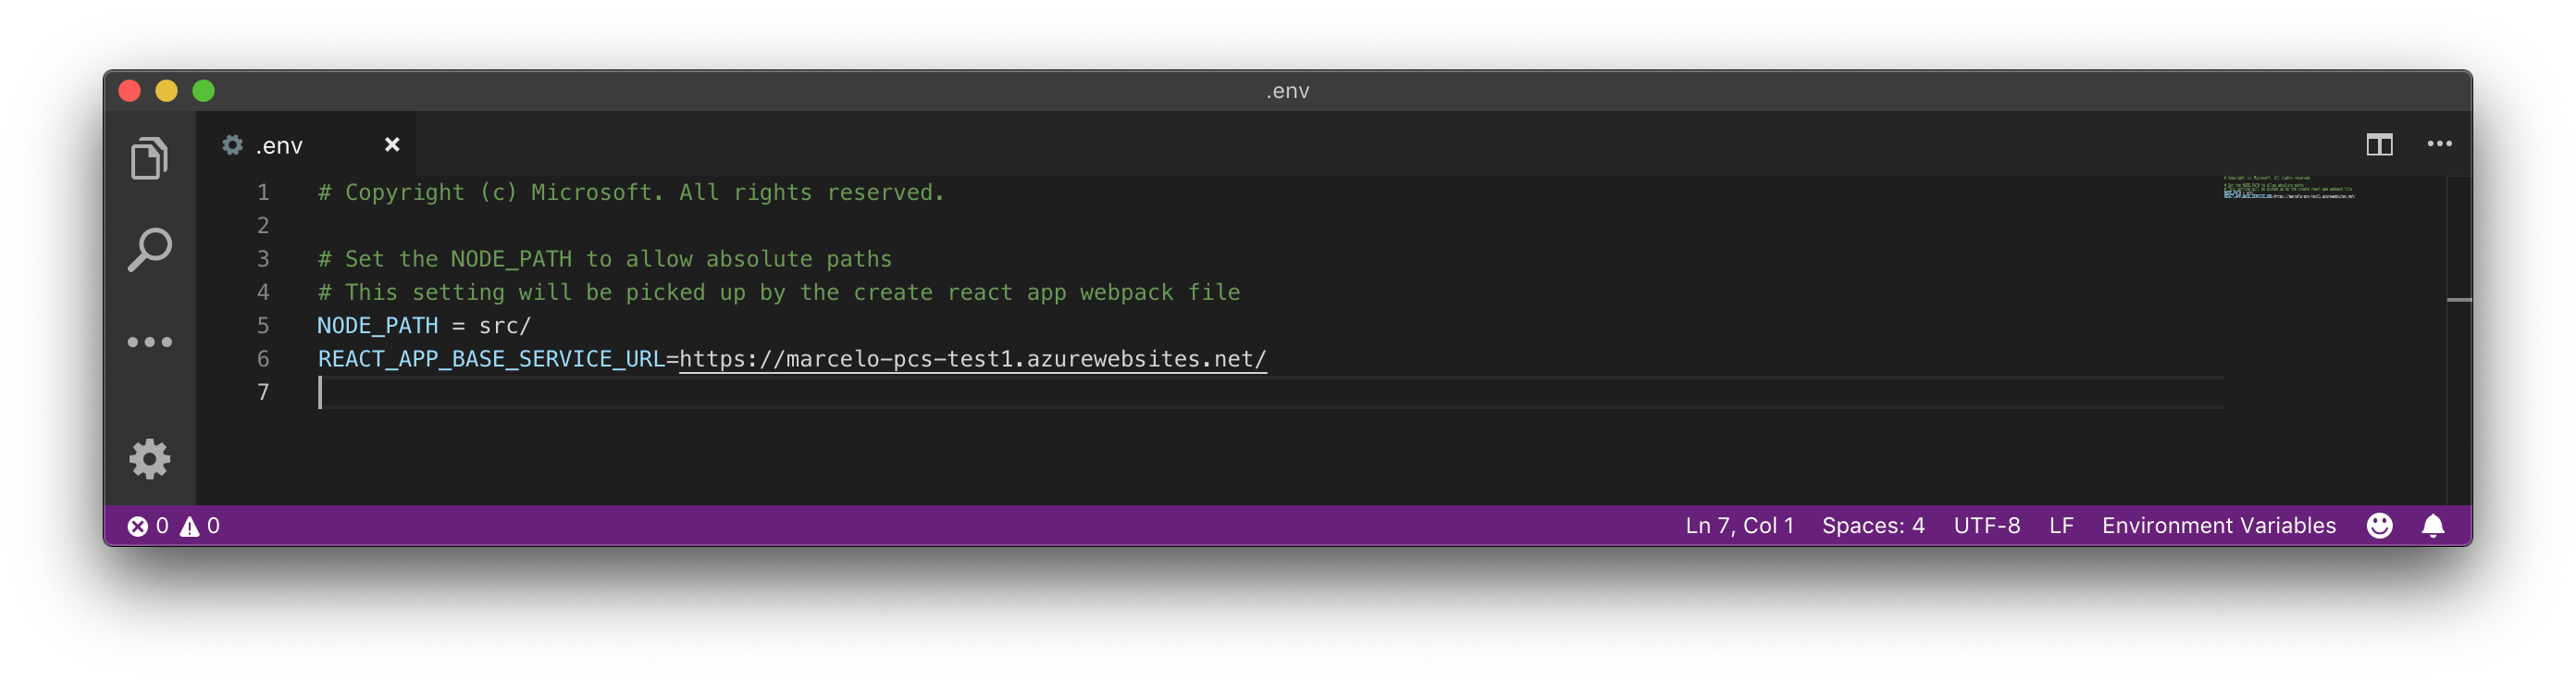 .env
.env
1 # Copyright (c) Microsoft. All rights reserved.
2
3 # Set the NODE_PATH to allow absolute paths
4 # This setting will be picked up by the create react app webpack file
5 NODE_PATH = src/
6 REACT_APP_BASE_SERVICE_URL=https://marcelo-pcs-test1.azurewebsites.net/
7
0 0 Ln 7, Col 1 Spaces: 4 UTF-8 LF Environment Variables